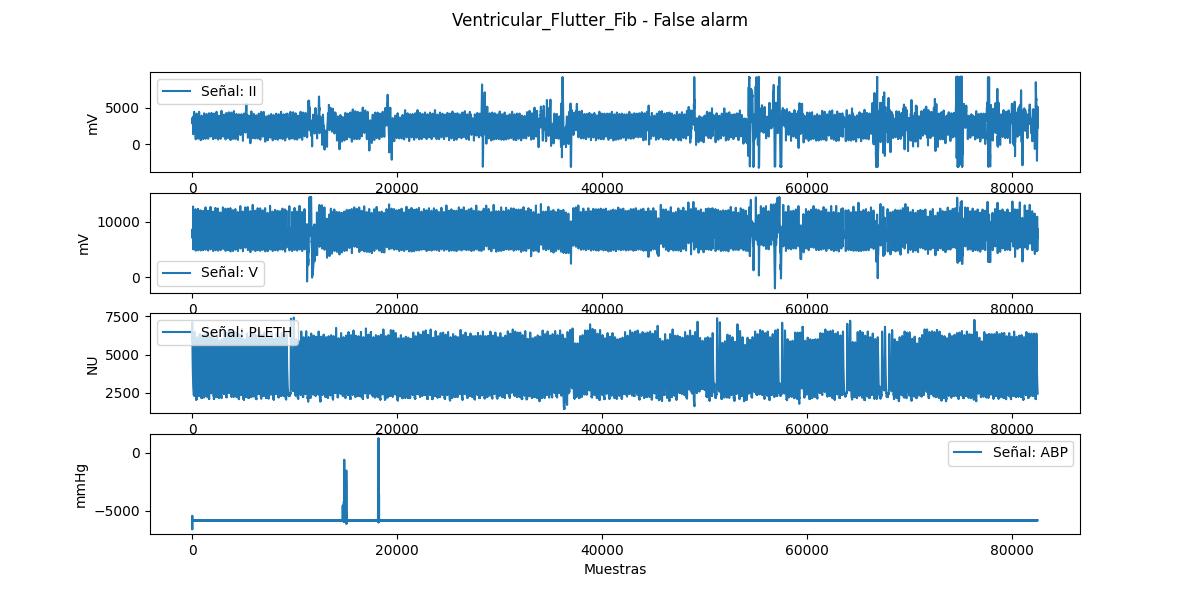 Ventricular_Flutter_Fib - False alarm
Señal: II
5000
0
mV
0 20000 40000 60000 80000
10000
0
mV
Señal: V
0 20000 40000 60000 80000
7500
5000
2500
NU
Señal: PLETH
0 20000 40000 60000 80000
0
−5000
mmHg
Señal: ABP
0 20000 40000 60000 80000
Muestras